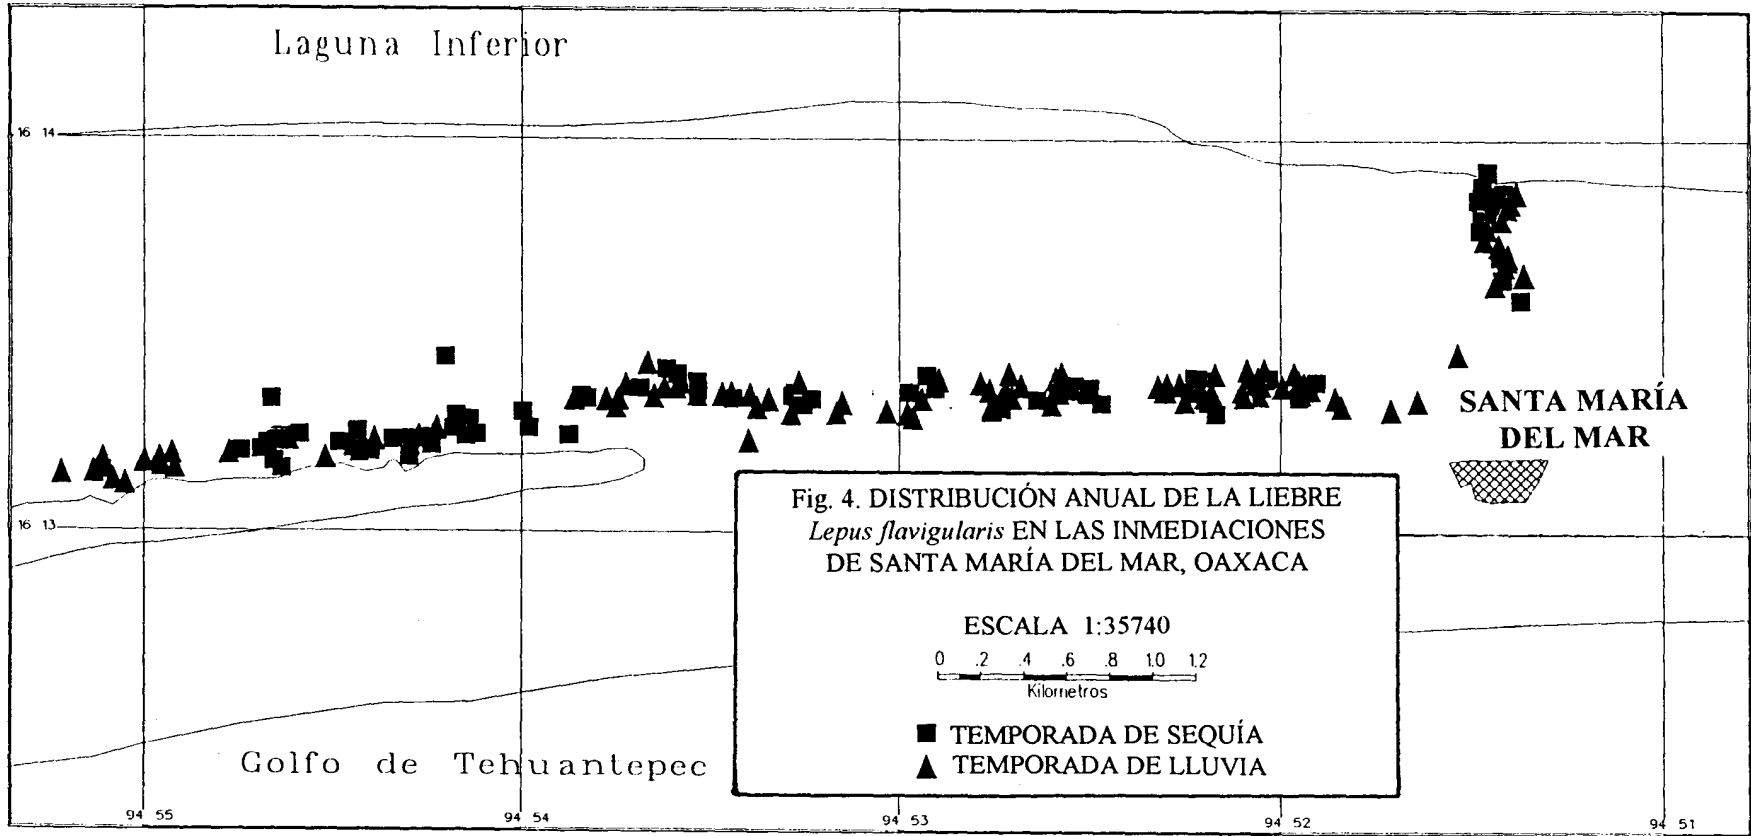 Laguna Inferior
16 14
SANTA MARÍA
DEL MAR
16 13
Fig. 4. DISTRIBUCIÓN ANUAL DE LA LIEBRE
Lepus flavigularis EN LAS INMEDIACIONES
DE SANTA MARÍA DEL MAR, OAXACA
ESCALA 1:35740
0 .2 .4 .6 .8 1.0 1.2
Kilometros
TEMPORADA DE SEQUÍA
TEMPORADA DE LLUVIA
Golfo de Tehuantepec
94 55 94 54 94 53 94 52 94 51